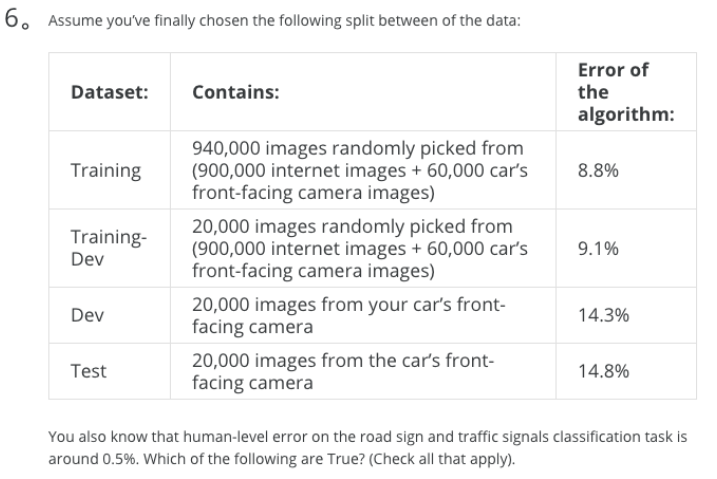 6. Assume you've finally chosen the following split between of the data:
Dataset: Contains: Error of
the
algorithm:
Training 940,000 images randomly picked from
(900,000 internet images + 60,000 car's 8.8%
front-facing camera images)
Training-
Dev 20,000 images randomly picked from
(900,000 internet images + 60,000 car's 9.1%
front-facing camera images)
Dev 20,000 images from your car's front-
facing camera 14.3%
Test 20,000 images from the car's front-
facing camera 14.8%
You also know that human-level error on the road sign and traffic signals classification task is
around 0.5%. Which of the following are True? (Check all that apply).